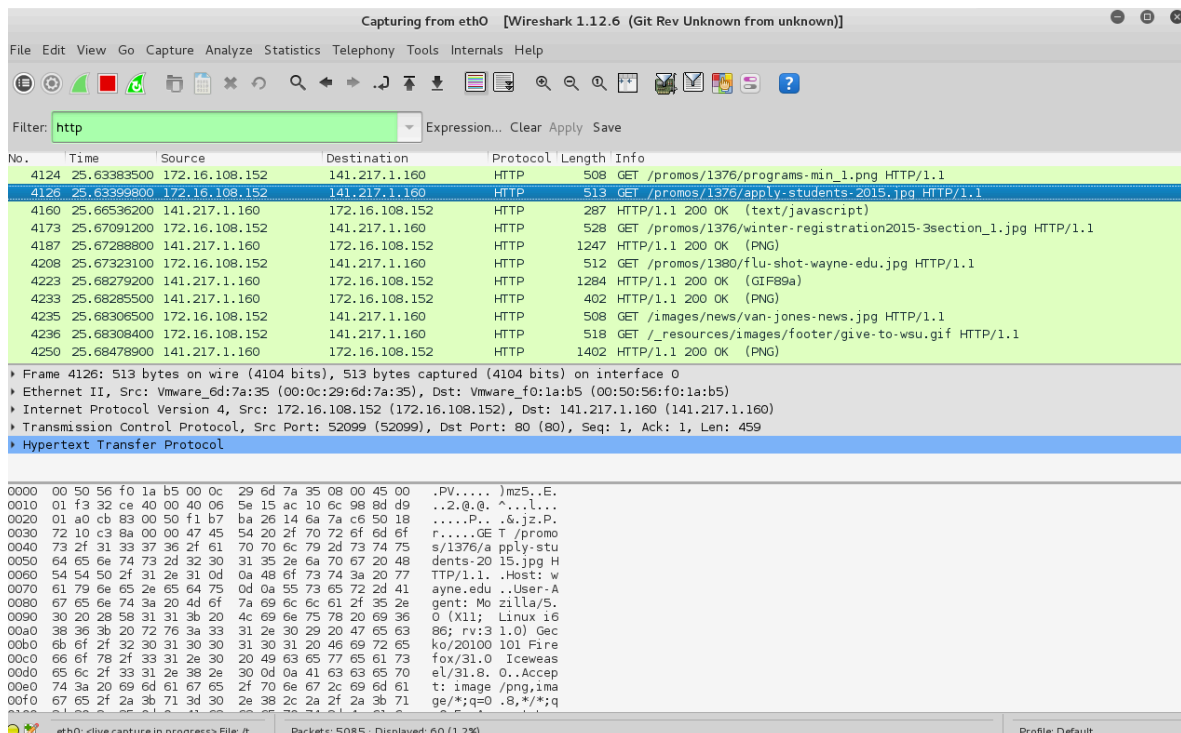 Capturing from eth0 [Wireshark 1.12.6 (Git Rev Unknown from unknown)]
File Edit View Go Capture Analyze Statistics Telephony Tools Internals Help
Filter: http Expression... Clear Apply Save
No. Time Source Destination Protocol Length Info
4124 25.63383500 172.16.108.152 141.217.1.160 HTTP 508 GET /promos/1376/programs-min_1.png HTTP/1.1
4126 25.63399800 172.16.108.152 141.217.1.160 HTTP 513 GET /promos/1376/apply-students-2015.jpg HTTP/1.1
4160 25.66536200 141.217.1.160 172.16.108.152 HTTP 287 HTTP/1.1 200 OK (text/javascript)
4173 25.67091200 172.16.108.152 141.217.1.160 HTTP 528 GET /promos/1376/winter-registration2015-3section_1.jpg HTTP/1.1
4187 25.67288800 141.217.1.160 172.16.108.152 HTTP 1247 HTTP/1.1 200 OK (PNG)
4208 25.67323100 172.16.108.152 141.217.1.160 HTTP 512 GET /promos/1380/flu-shot-wayne-edu.jpg HTTP/1.1
4223 25.68279200 141.217.1.160 172.16.108.152 HTTP 1284 HTTP/1.1 200 OK (GIF89a)
4233 25.68285500 141.217.1.160 172.16.108.152 HTTP 402 HTTP/1.1 200 OK (PNG)
4235 25.68306500 172.16.108.152 141.217.1.160 HTTP 508 GET /images/news/van-jones-news.jpg HTTP/1.1
4236 25.68308400 172.16.108.152 141.217.1.160 HTTP 518 GET /_resources/images/footer/give-to-wsu.gif HTTP/1.1
4250 25.68478900 141.217.1.160 172.16.108.152 HTTP 1402 HTTP/1.1 200 OK (PNG)
Frame 4126: 513 bytes on wire (4104 bits), 513 bytes captured (4104 bits) on interface 0
Ethernet II, Src: Vmware_6d:7a:35 (00:0c:29:6d:7a:35), Dst: Vmware_f0:1a:b5 (00:50:56:f0:1a:b5)
Internet Protocol Version 4, Src: 172.16.108.152 (172.16.108.152), Dst: 141.217.1.160 (141.217.1.160)
Transmission Control Protocol, Src Port: 52099 (52099), Dst Port: 80 (80), Seq: 1, Ack: 1, Len: 459
Hypertext Transfer Protocol
0000 00 50 56 f0 1a b5 00 0c 29 6d 7a 35 08 00 45 00 .PV..... )mz5..E.
0010 01 f3 32 ce 40 00 40 06 5e 15 ac 10 6c 98 8d d9 ..2.@.@. ^...l...
0020 01 a0 cb 83 00 50 f1 b7 ba 26 14 6a 7a c6 50 18 .....P.. .&.jz.P.
0030 72 10 c3 8a 00 00 47 45 54 20 2f 70 72 6f 6d 6f r.....GE T /promo
0040 73 2f 31 33 37 36 2f 61 70 70 6c 79 2d 73 74 75 s/1376/a pply-stu
0050 64 65 6e 74 73 2d 32 30 31 35 2e 6a 70 67 20 48 dents-20 15.jpg H
0060 54 54 50 2f 31 2e 31 0d 0a 48 6f 73 74 3a 20 77 TTP/1.1. .Host: w
0070 61 79 6e 65 2e 65 64 75 0d 0a 55 73 65 72 2d 41 ayne.edu ..User-A
0080 67 65 6e 74 3a 20 4d 6f 7a 69 6c 6c 61 2f 35 2e gent: Mo zilla/5.
0090 30 20 28 58 31 31 3b 20 4c 69 6e 75 78 20 69 36 0 (X11; Linux i6
00a0 38 36 3b 20 72 76 3a 33 31 2e 30 29 20 47 65 63 86; rv:3 1.0) Gec
00b0 6b 6f 2f 32 30 31 30 30 31 30 31 20 46 69 72 65 ko/20100 101 Fire
00c0 66 6f 78 2f 33 31 2e 30 20 49 63 65 77 65 61 73 fox/31.0 Iceweas
00d0 65 6c 2f 33 31 2e 38 2e 30 0d 0a 41 63 63 65 70 el/31.8. 0..Accep
00e0 74 3a 20 69 6d 61 67 65 2f 70 6e 67 2c 69 6d 61 t: image /png,ima
00f0 67 65 2f 2a 3b 71 3d 30 2e 38 2c 2a 2f 2a 3b 71 ge/*;q=0 .8,*/*;q
eth0: <live capture in progress> File: /t Packets: 5085 · Displayed: 60 (1.2%) Profile: Default